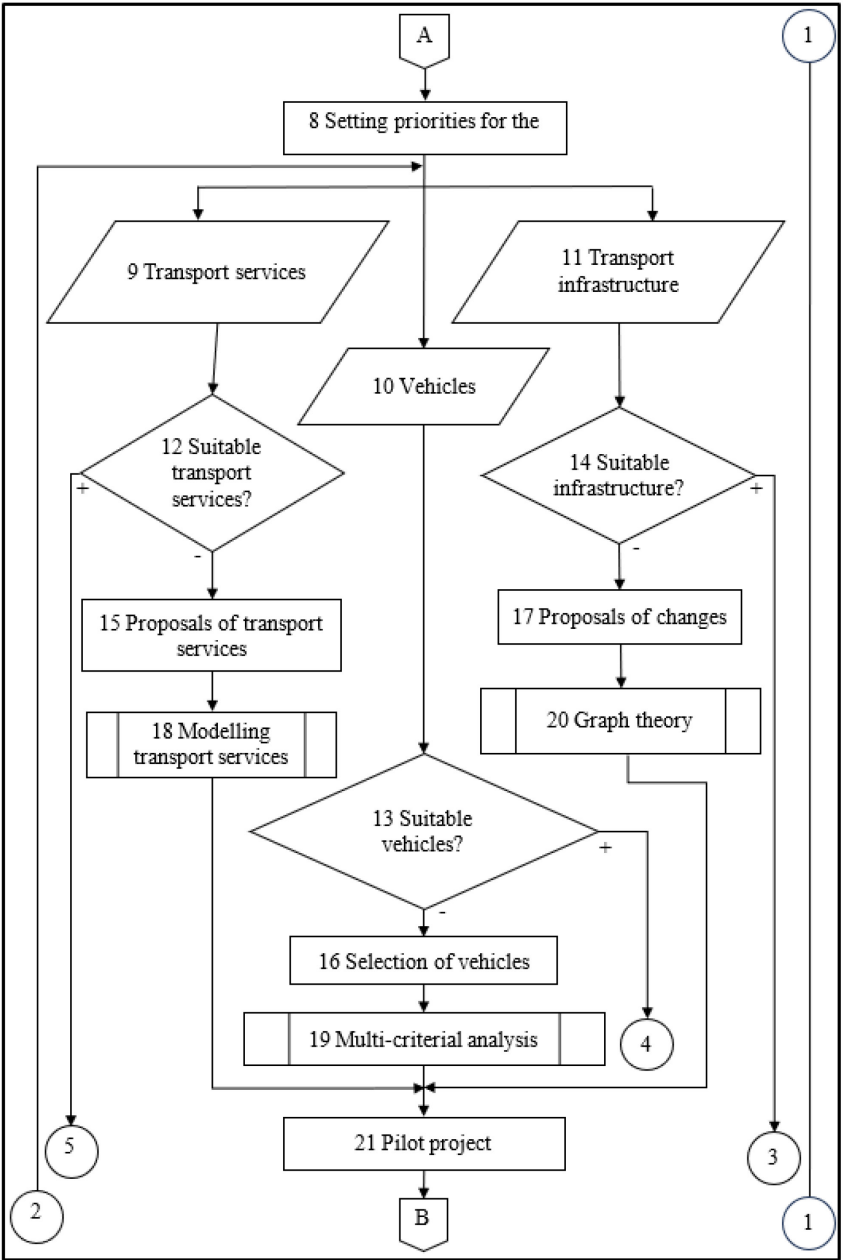 A
1
8 Setting priorities for the
9 Transport services
11 Transport
infrastructure
10 Vehicles
12 Suitable
transport
services?
+
-
14 Suitable
infrastructure?
+
-
15 Proposals of transport
services
17 Proposals of changes
18 Modelling
transport services
20 Graph theory
13 Suitable
vehicles?
+
-
16 Selection of vehicles
19 Multi-criterial analysis
4
21 Pilot project
5
3
2
B
1